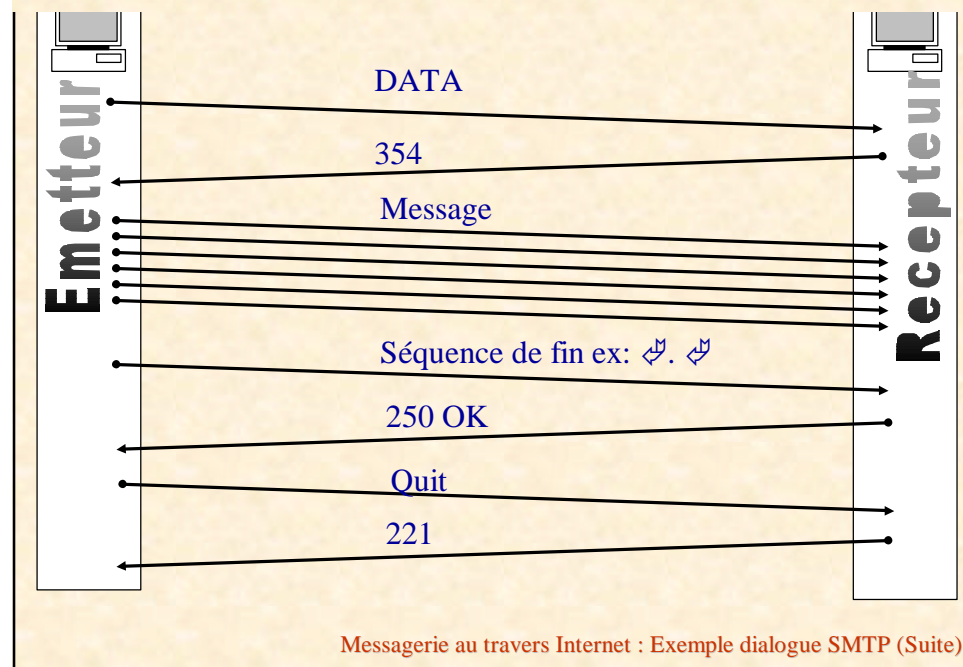 Emetteur
Recepteur
DATA
354
Message
Séquence de fin ex: ↵. ↵
250 OK
Quit
221
Messagerie au travers Internet : Exemple dialogue SMTP (Suite)